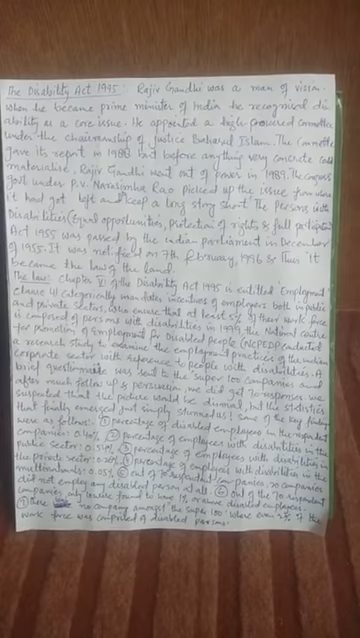 The Disability Act 1995: Rajiv Gandhi was a man of vision.
When he became prime minister of India he recognised dis
ability as a core issue. He appointed a high powered committee
under the chairmanship of Justice Baharul Islam. The Committee
gave its report in 1988 but before anything very concrete could
materialise, Rajiv Gandhi went out of power in 1989. The Congress
govt under P.V. Narasimha Rao picked up the issue from where
it had got left and keep a long story short. The Persons with
Disabilities (Equal opportunities, protection of rights & full participation
Act 1995 was passed by the Indian parliament in December
of 1995. It was notified on 7th february, 1996 & Thus it
became the law of the land.
The law: Chapter VI of the Disability Act 1995 is entitled Employment
Clause 41 categorically mandates incentives of employers both in public
and private sectors, who ensure that at least 5% of their work force
is composed of persons with disabilities in 1999, the National Centre
for promotion of Employment for Disabled people (NCPEDP) conducted
a research study to examine the employment practices of the indian
corporate sector with reference to people with disabilities. A
brief questionnaire was sent to the 'super 100 companies and
after much follow up & persuasion, we did get 70 responses. we
suspected that the picture would be dismal, but the statistics
that finally emerged just simply stunned us! Some of the key findings
were as follows: ① percentage of disabled employees in the respondent
companies: 0.40%, ② percentage of employees with disabilities in the
public sector: 0.54% ③ percentage of employees with disabilities in
the private sector: 0.28% ④ percentage of employees with disabilities in the
multinationals: 0.05% ⑤ out of 70 respondent companies, 20 companies
did not employ any disabled person at all. ⑥ out of the 70 respondent
companies only were found to have 1% or more disabled employees.
⑦ there no company amongst the super 100 where even 2% of the
work force was comprised of disabled persons.